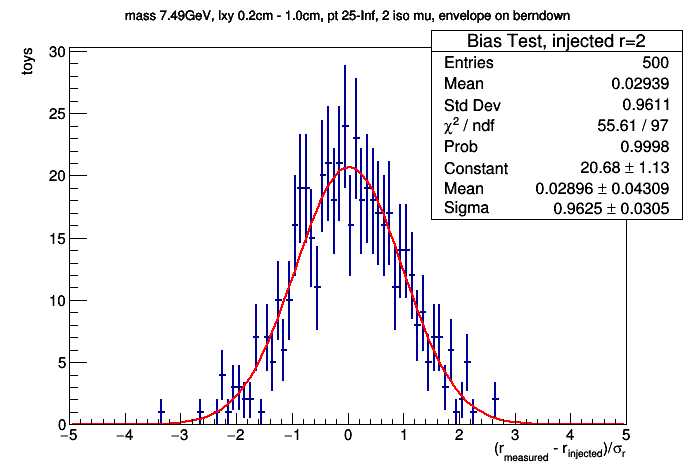 mass 7.49GeV, lxy 0.2cm - 1.0cm, pt 25-Inf, 2 iso mu, envelope on berndown
toys
30
25
20
15
10
5
0
Bias Test, injected r=2
Entries 500
Mean 0.02939
Std Dev 0.9611
χ² / ndf 55.61 / 97
Prob 0.9998
Constant 20.68 ± 1.13
Mean 0.02896 ± 0.04309
Sigma 0.9625 ± 0.0305
−5 −4 −3 −2 −1 0 1 2 3 4 5
(r_measured - r_injected)/σ_r